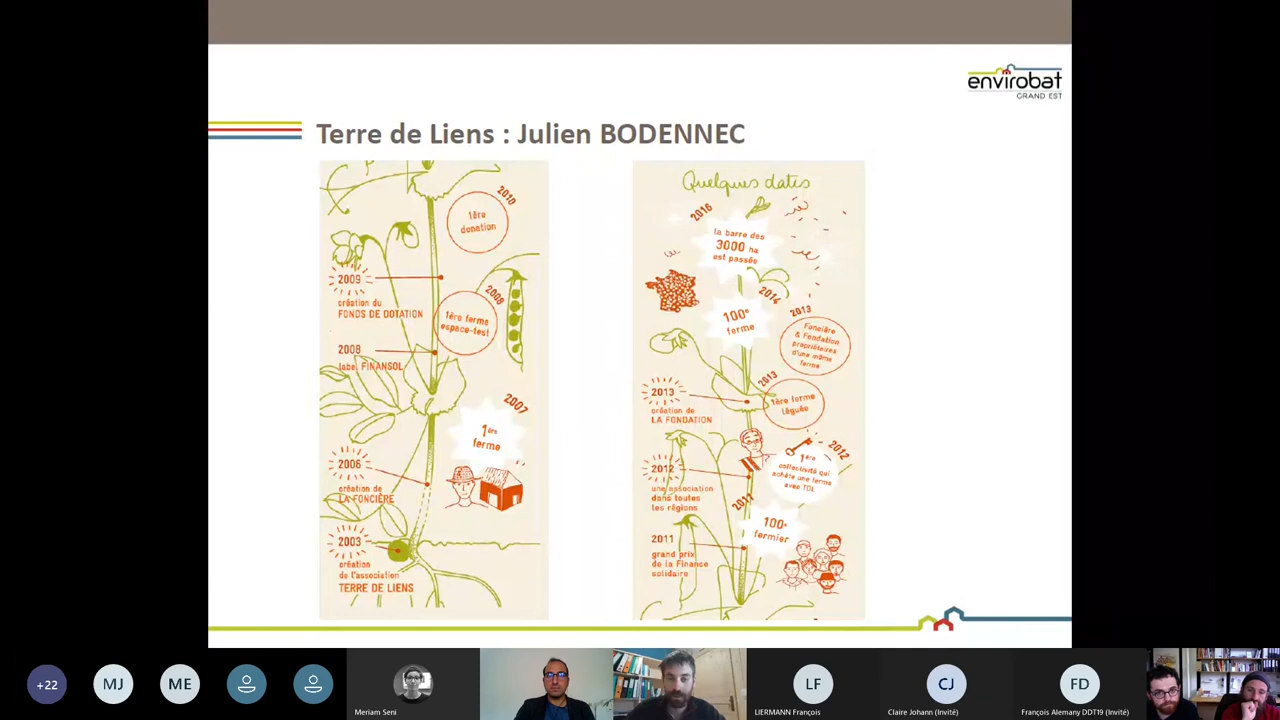 envirobat
GRAND EST
Terre de Liens : Julien BODENNEC
2010
1ère
donation
2009
création du
FONDS DE DOTATION
2008
1ère ferme
espace-test
2008
label FINANSOL
2007
1ère
ferme
2006
création de
LA FONCIÈRE
2003
création
de l'association
TERRE DE LIENS
Quelques dates
2016
la barre des
3000 ha
est passée
2014
100e
ferme
2013
Foncière
& Fondation
propriétaires
d'une même
ferme
2013
1ère ferme
léguée
2013
création de
LA FONDATION
2012
1ère
collectivité qui
achète une ferme
avec TDL
2012
une association
dans toutes
les régions
2011
100e
fermier
2011
grand prix
de la Finance
solidaire
+22
MJ
ME
Meriam Seni
LF
LIERMANN François
CJ
Claire Johann (Invité)
FD
François Alemany DDT19 (Invité)